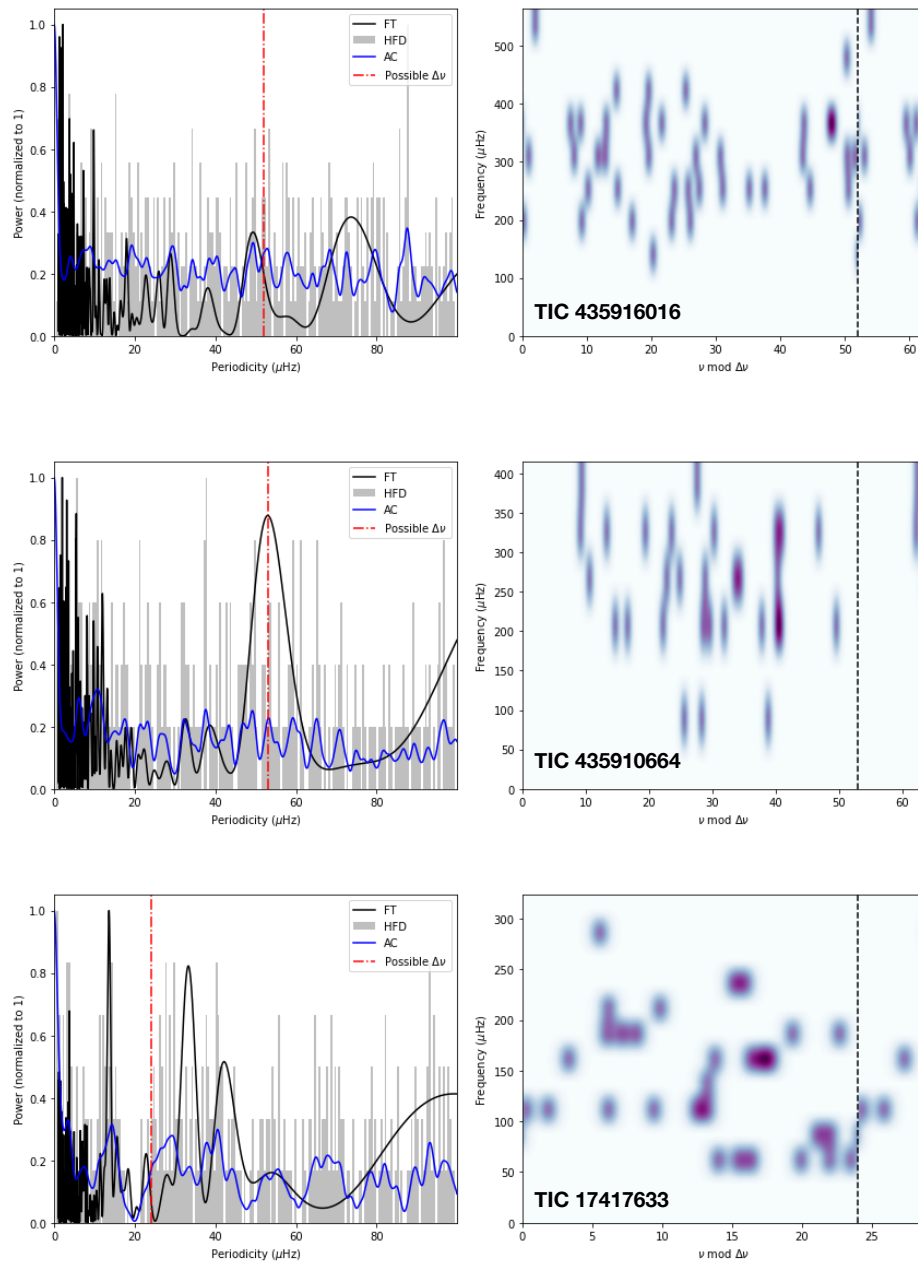 1.0
0.8
0.6
0.4
0.2
0.0
Power (normalized to 1)
0 20 40 60 80
Periodicity (μHz)
FT
HFD
AC
Possible Δν
500
400
300
200
100
0
Frequency (μHz)
0 10 20 30 40 50 60
ν mod Δν
TIC 435916016
1.0
0.8
0.6
0.4
0.2
0.0
Power (normalized to 1)
0 20 40 60 80
Periodicity (μHz)
FT
HFD
AC
Possible Δν
400
350
300
250
200
150
100
50
0
Frequency (μHz)
0 10 20 30 40 50 60
ν mod Δν
TIC 435910664
1.0
0.8
0.6
0.4
0.2
0.0
Power (normalized to 1)
0 20 40 60 80
Periodicity (μHz)
FT
HFD
AC
Possible Δν
300
250
200
150
100
50
0
Frequency (μHz)
0 5 10 15 20 25
ν mod Δν
TIC 17417633